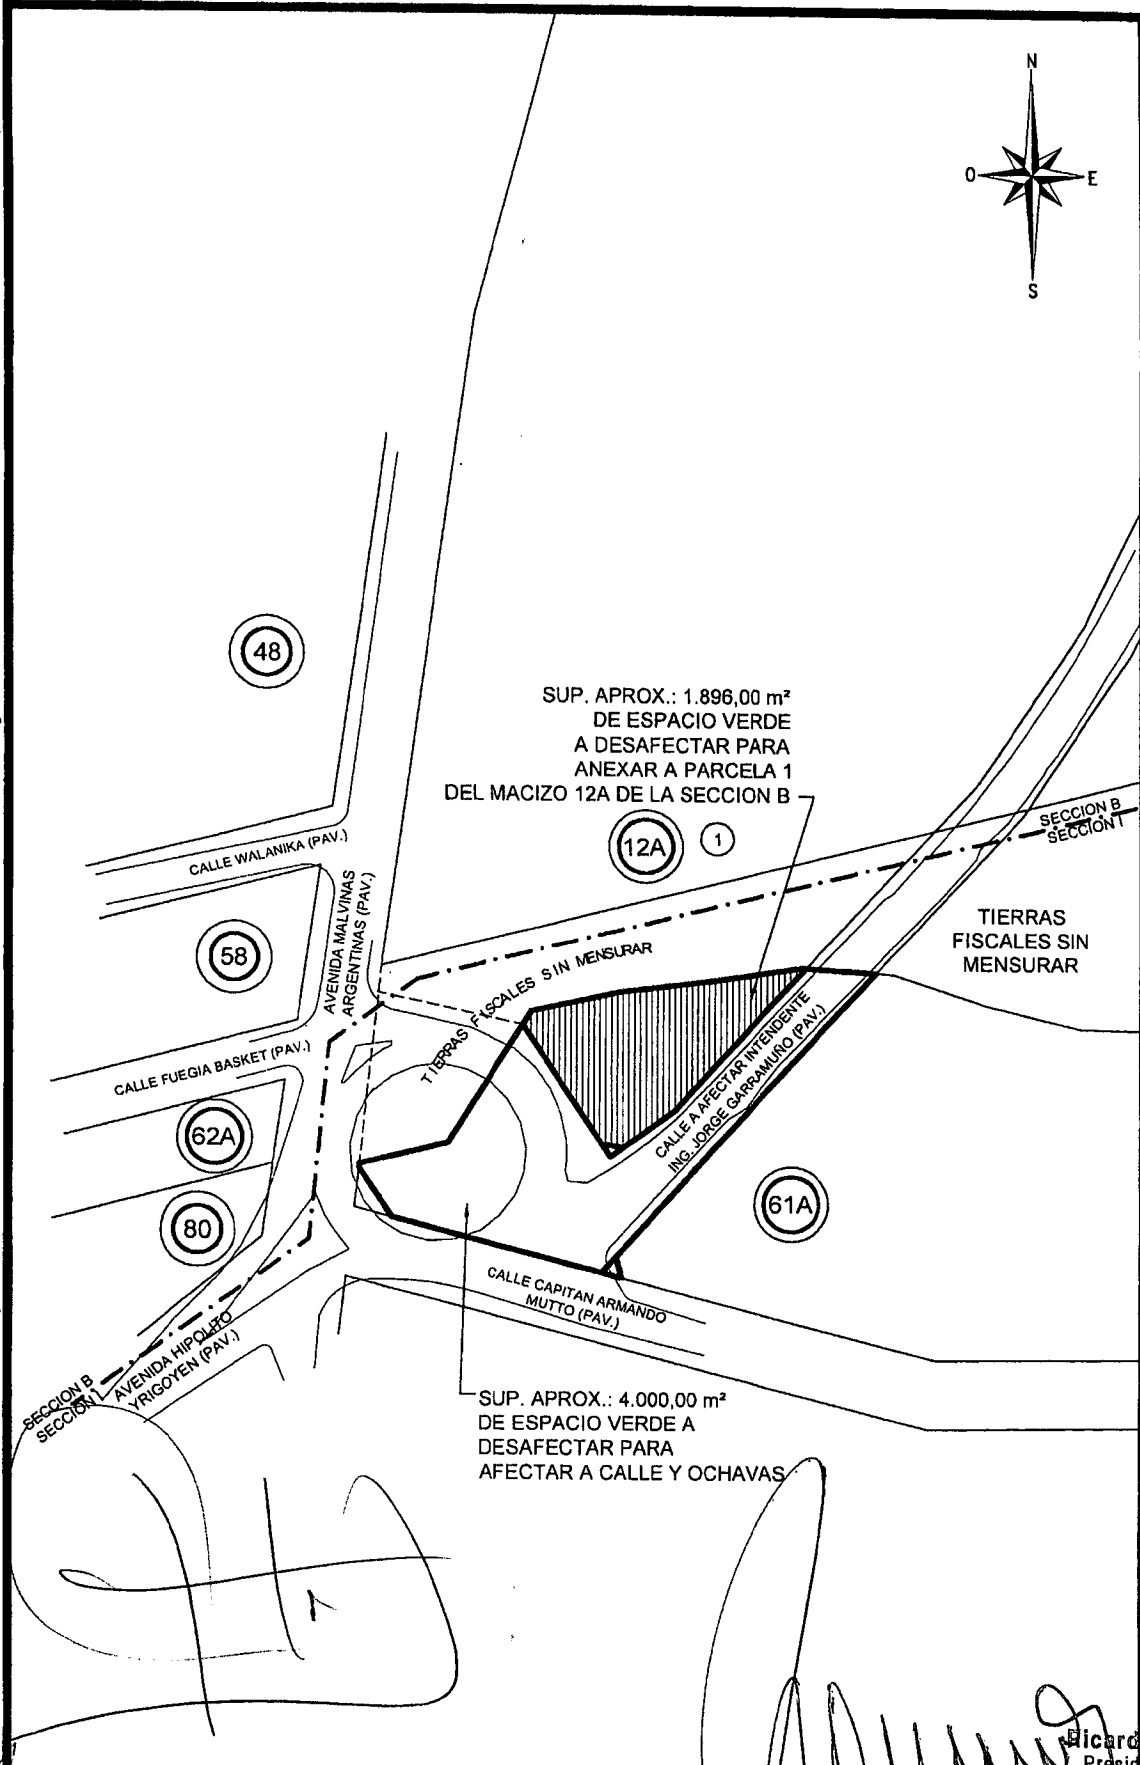 N
O
E
S
48
SUP. APROX.: 1.896,00 m²
DE ESPACIO VERDE
A DESAFECTAR PARA
ANEXAR A PARCELA 1
DEL MACIZO 12A DE LA SECCION B
12A
1
SECCION B
SECCION I
CALLE WALANIKA (PAV.)
AVENIDA MALVINAS
ARGENTINAS (PAV.)
58
TIERRAS FISCALES SIN MENSURAR
TIERRAS
FISCALES SIN
MENSURAR
CALLE FUEGIA BASKET (PAV.)
CALLE A AFECTAR INTENDENTE
ING. JORGE GARRAMUÑO (PAV.)
62A
80
61A
CALLE CAPITAN ARMANDO
MUTTO (PAV.)
AVENIDA HIPOLITO
YRIGOYEN (PAV.)
SECCION B
SECCION I
SUP. APROX.: 4.000,00 m²
DE ESPACIO VERDE A
DESAFECTAR PARA
AFECTAR A CALLE Y OCHAVAS